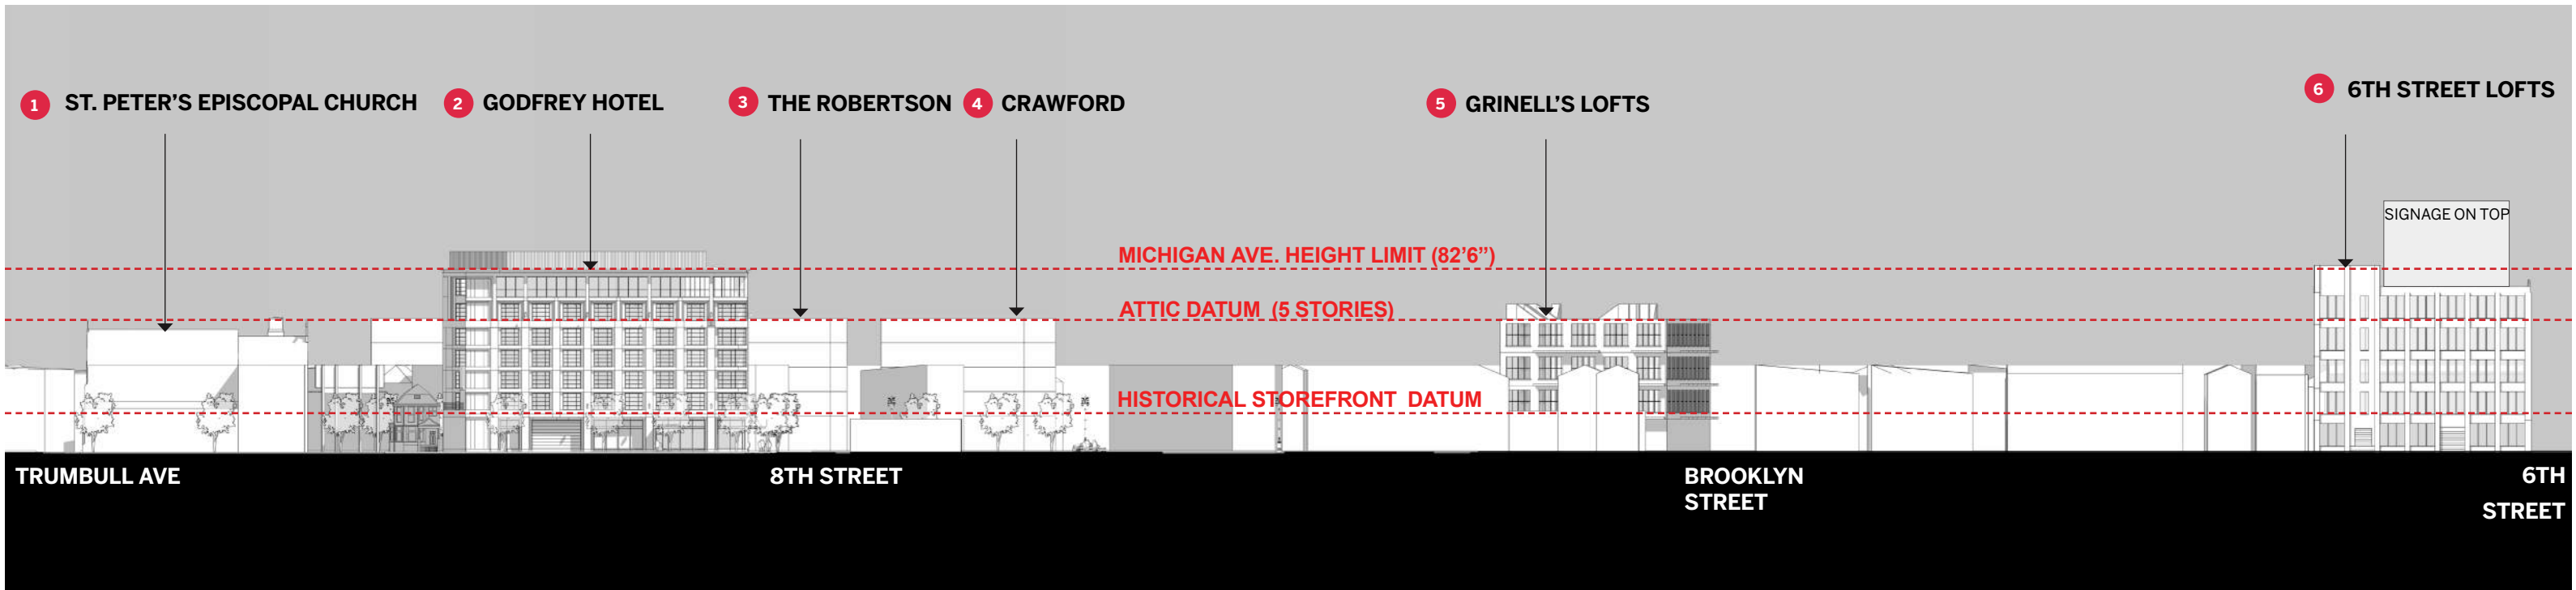 1 ST. PETER’S EPISCOPAL CHURCH
2 GODFREY HOTEL
3 THE ROBERTSON
4 CRAWFORD
5 GRINELL’S LOFTS
6 6TH STREET LOFTS
SIGNAGE ON TOP
MICHIGAN AVE. HEIGHT LIMIT (82’6”)
ATTIC DATUM (5 STORIES)
HISTORICAL STOREFRONT DATUM
TRUMBULL AVE
8TH STREET
BROOKLYN
STREET
6TH
STREET